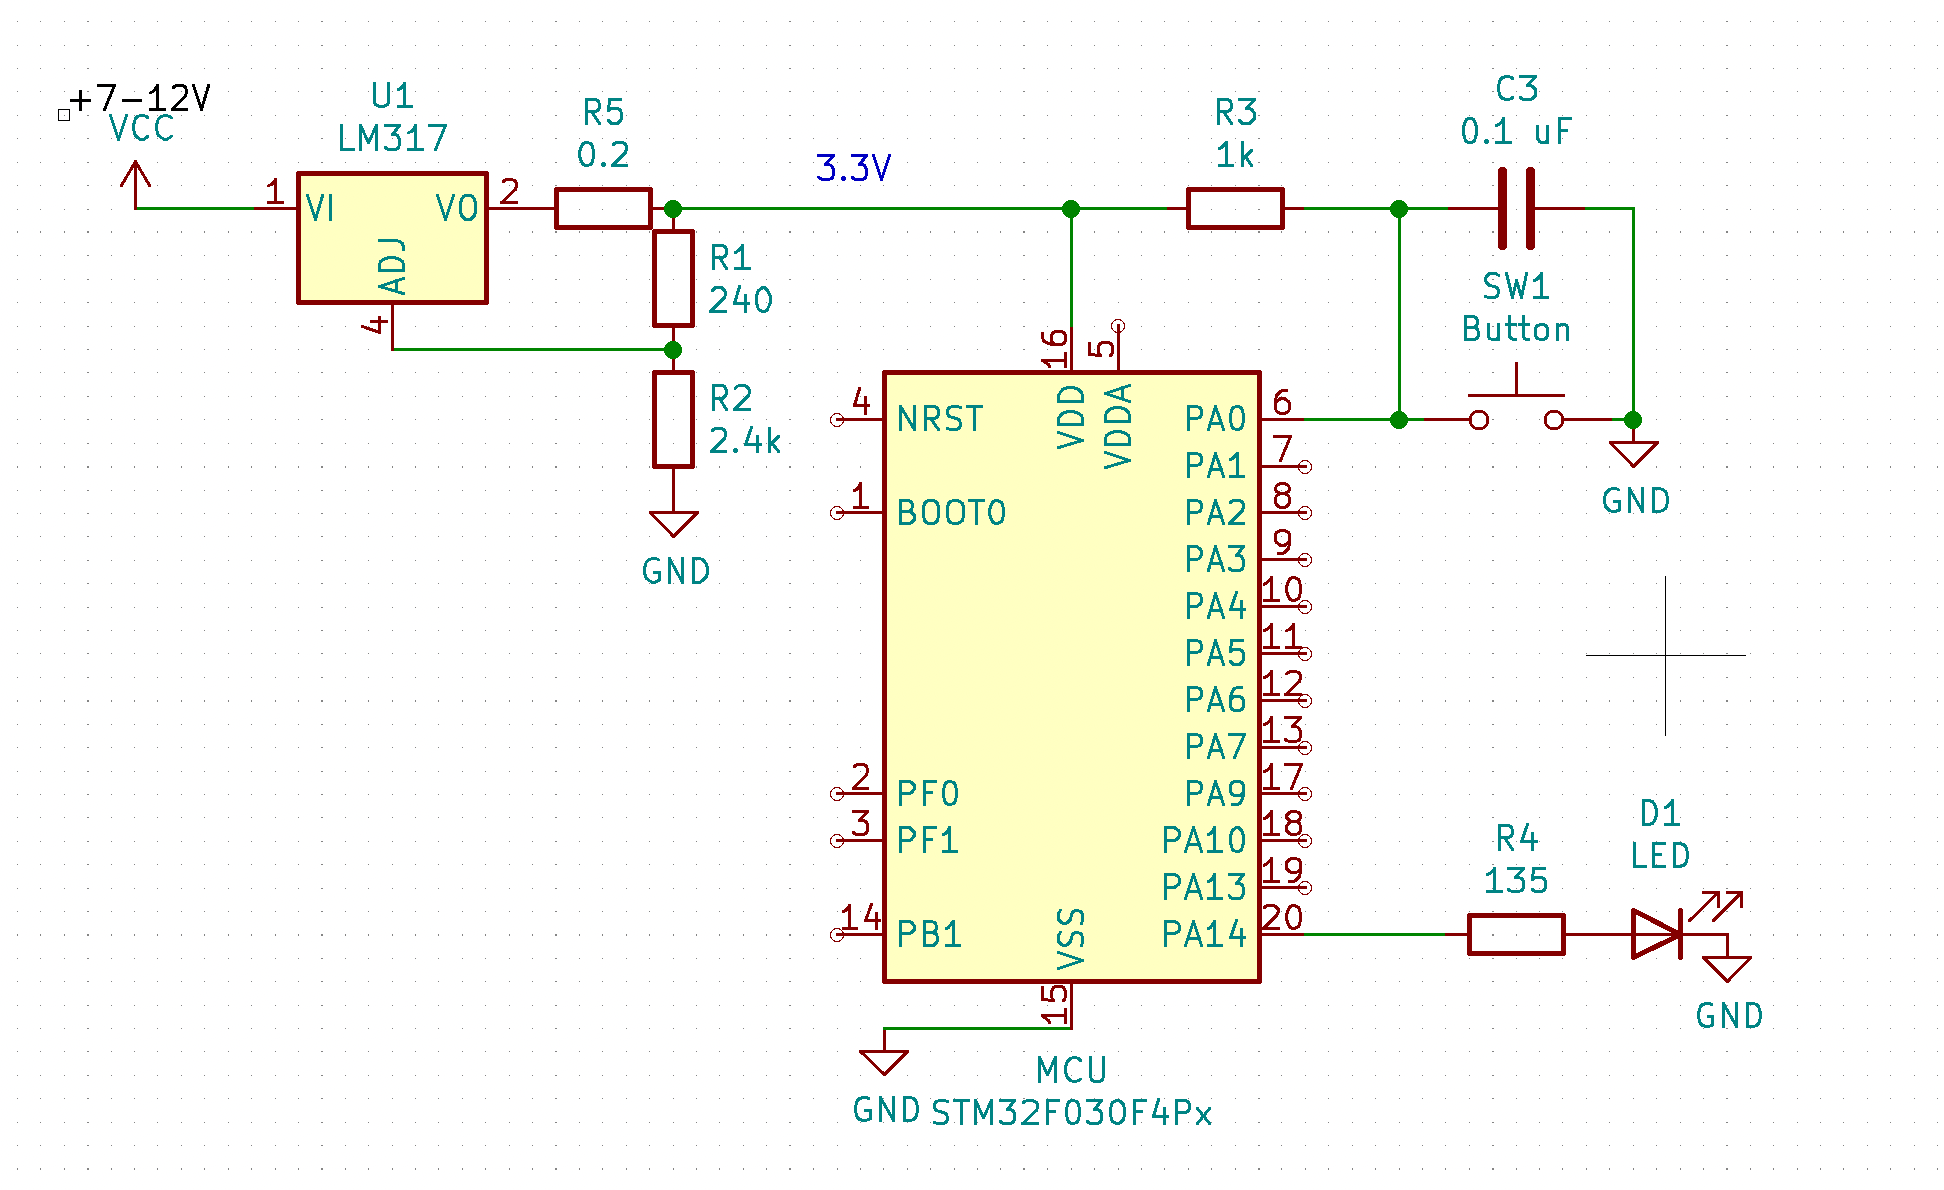 +7-12V
VCC
U1
LM317
1
VI
VO
2
ADJ
4
R5
0.2
3.3V
R1
240
R2
2.4k
GND
R3
1k
C3
0.1 uF
SW1
Button
GND
16
5
VDD
VDDA
4
NRST
1
BOOT0
2
PF0
3
PF1
14
PB1
PA0
6
PA1
7
PA2
8
PA3
9
PA4
10
PA5
11
PA6
12
PA7
13
PA9
17
PA10
18
PA13
19
PA14
20
VSS
15
R4
135
D1
LED
GND
GND
MCU
STM32F030F4Px